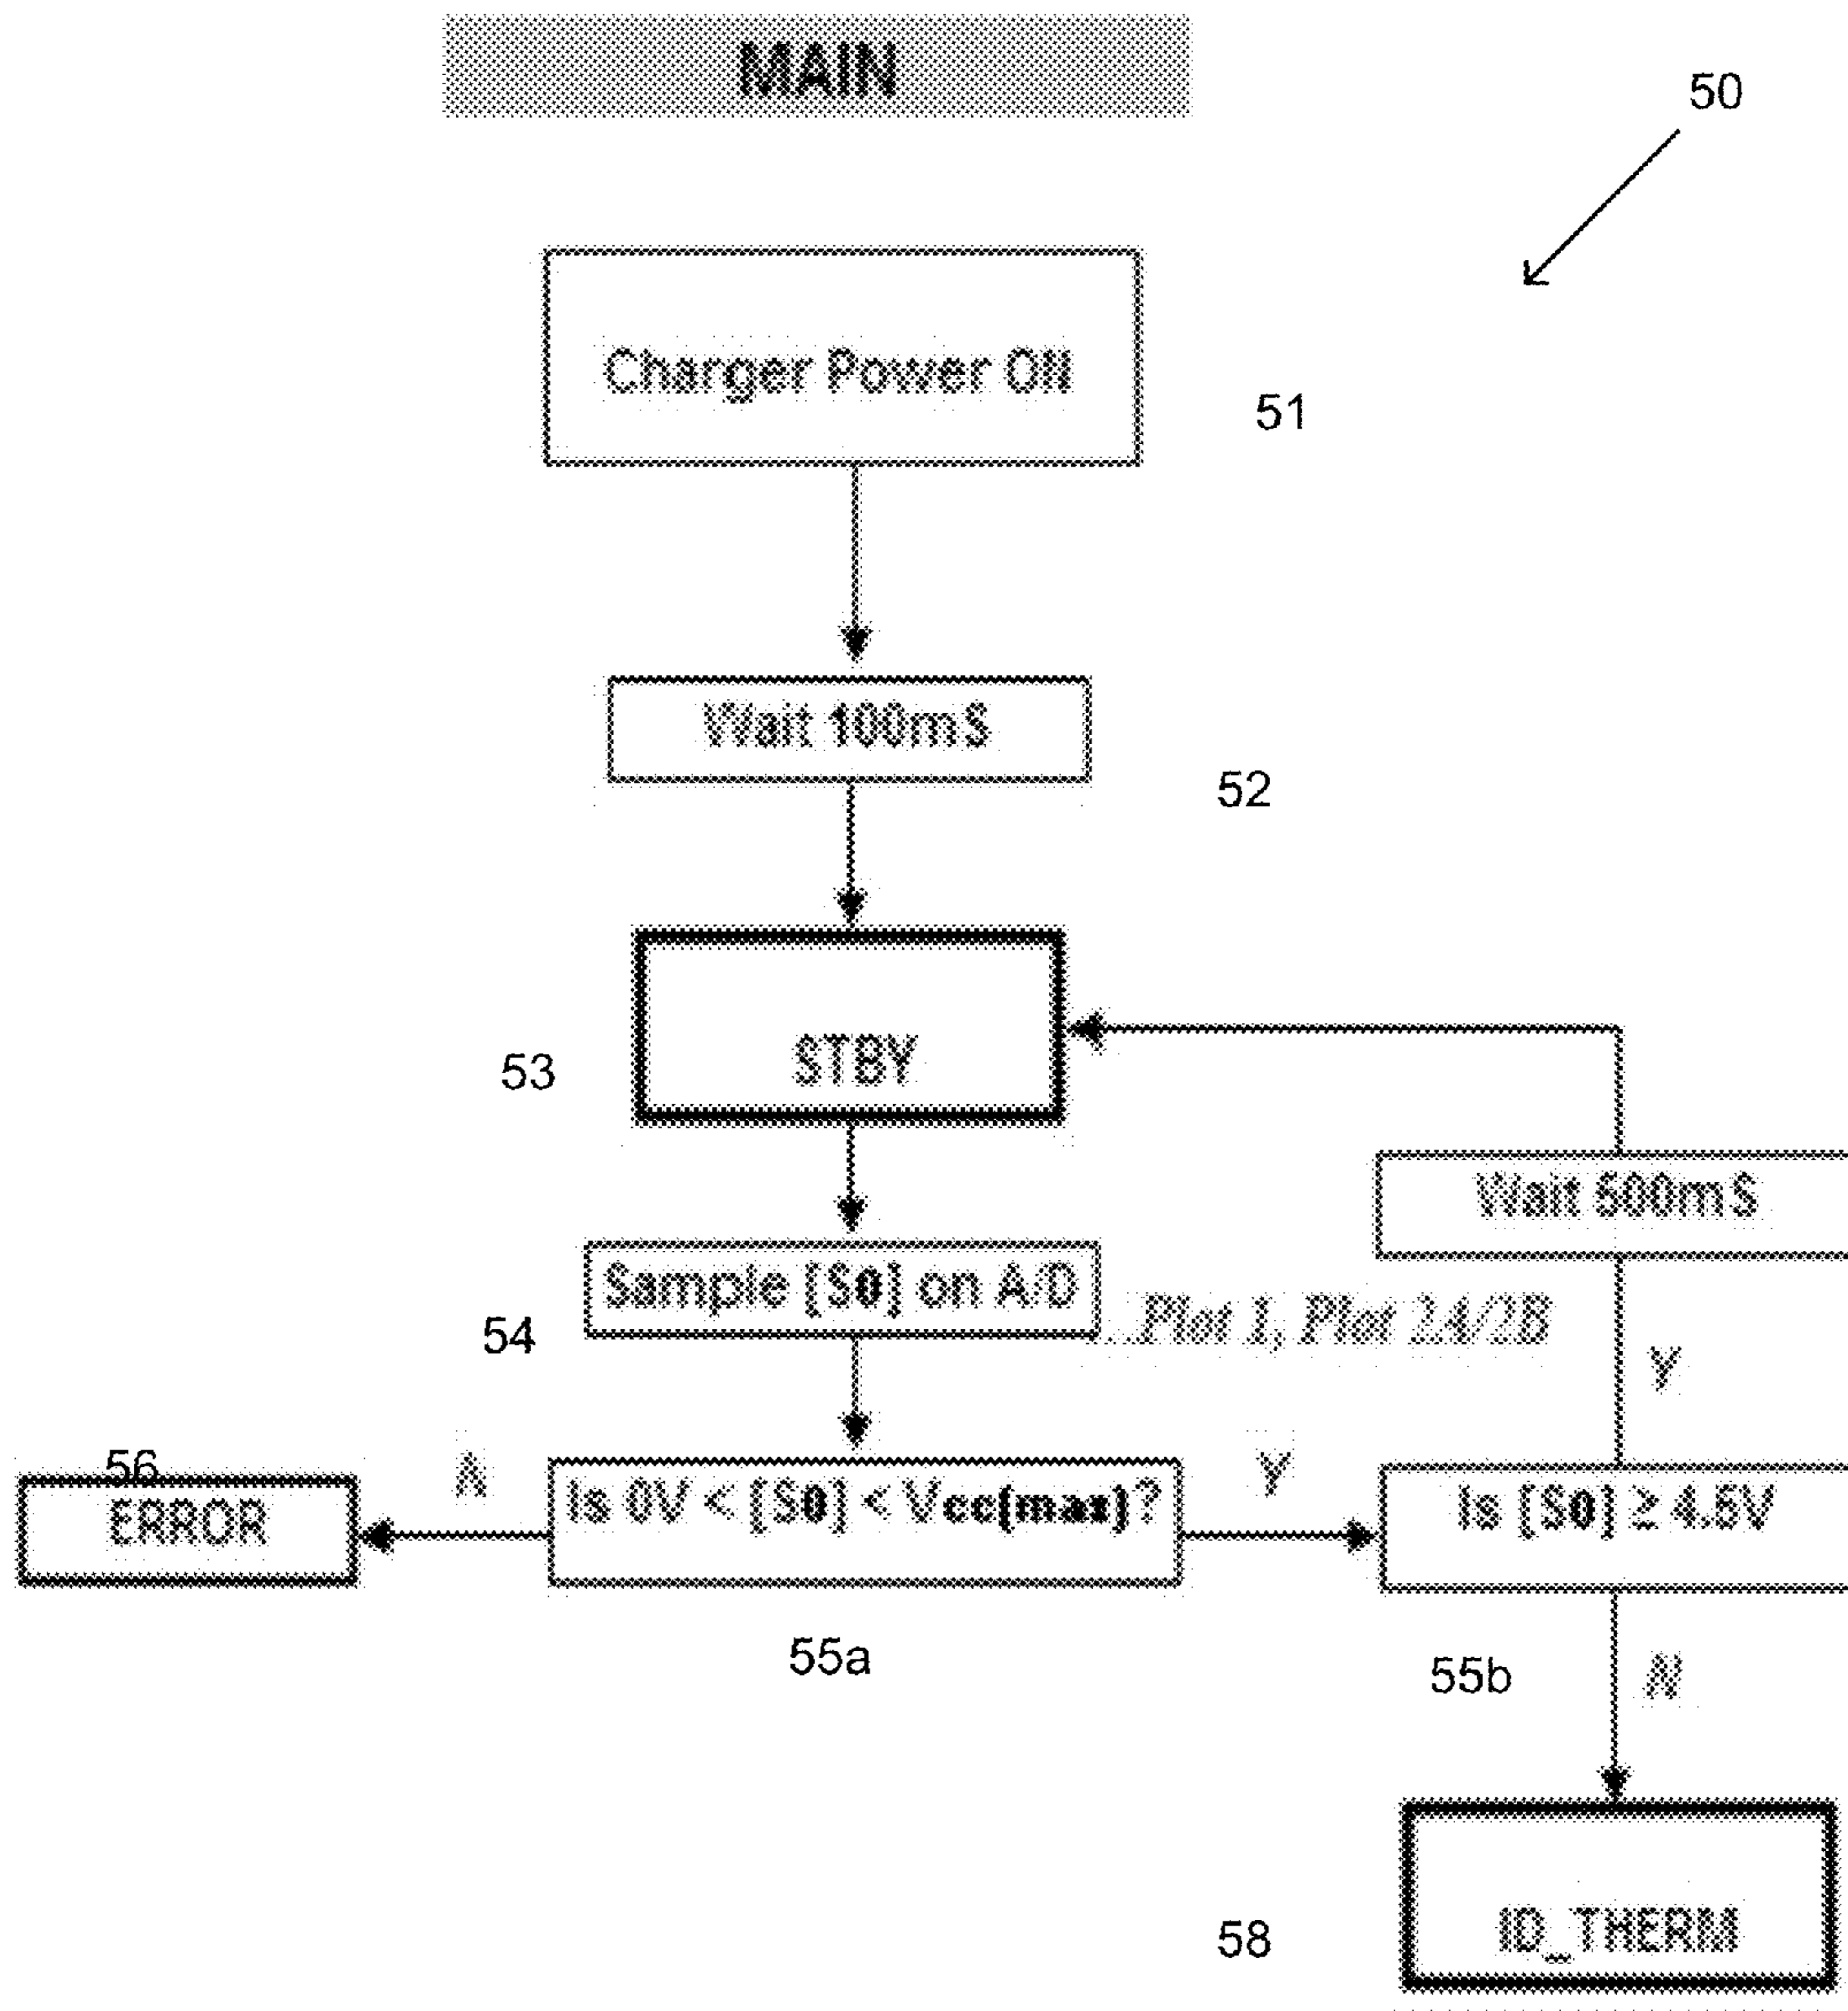 MAIN
50
Charger Power
51
Wait 100mS
52
STBY
53
Wait 500mS
Sample [S0] on A/D
...Plot 1, Plot 2A/2B
54
Y
56
ERROR
Is 0V < [S0] < Vcc(max)?
Y
Is [S0] ≥ 4.5V
55a
55b
N
58
ID_THERM